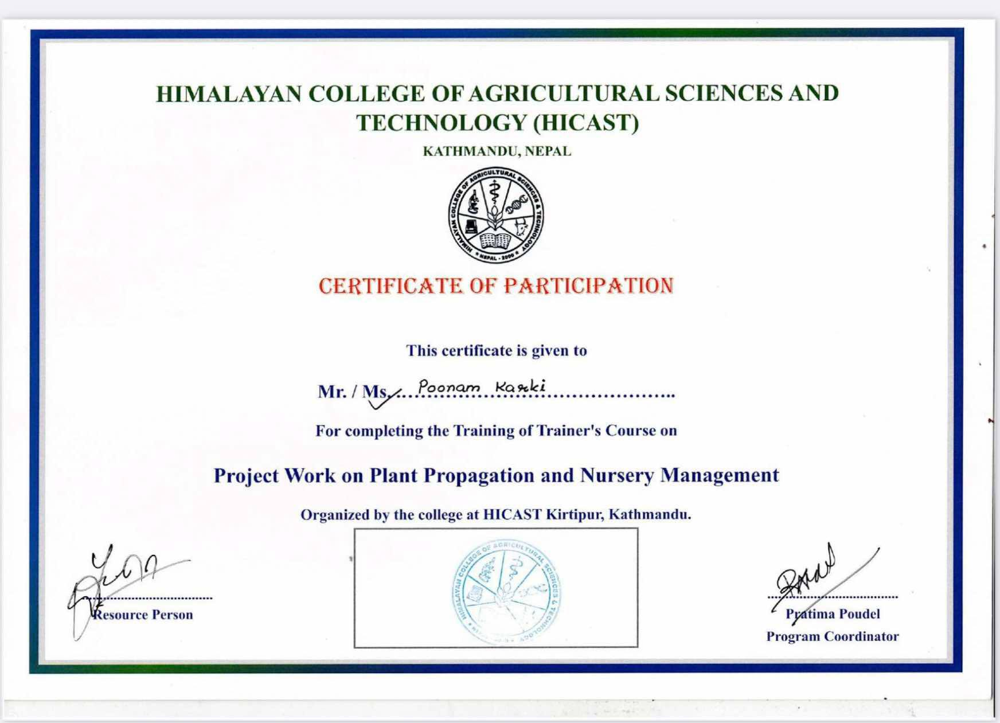 HIMALAYAN COLLEGE OF AGRICULTURAL SCIENCES AND
TECHNOLOGY (HICAST)
KATHMANDU, NEPAL
HIMALAYAN COLLEGE OF AGRICULTURAL SCIENCES & TECHNOLOGY
★ NEPAL - 2000 ★
CERTIFICATE OF PARTICIPATION
This certificate is given to
Mr. / Ms. Poonam Karki
For completing the Training of Trainer's Course on
Project Work on Plant Propagation and Nursery Management
Organized by the college at HICAST Kirtipur, Kathmandu.
HIMALAYAN COLLEGE OF AGRICULTURAL SCIENCES & TECHNOLOGY
Resource Person
Pratima Poudel
Program Coordinator